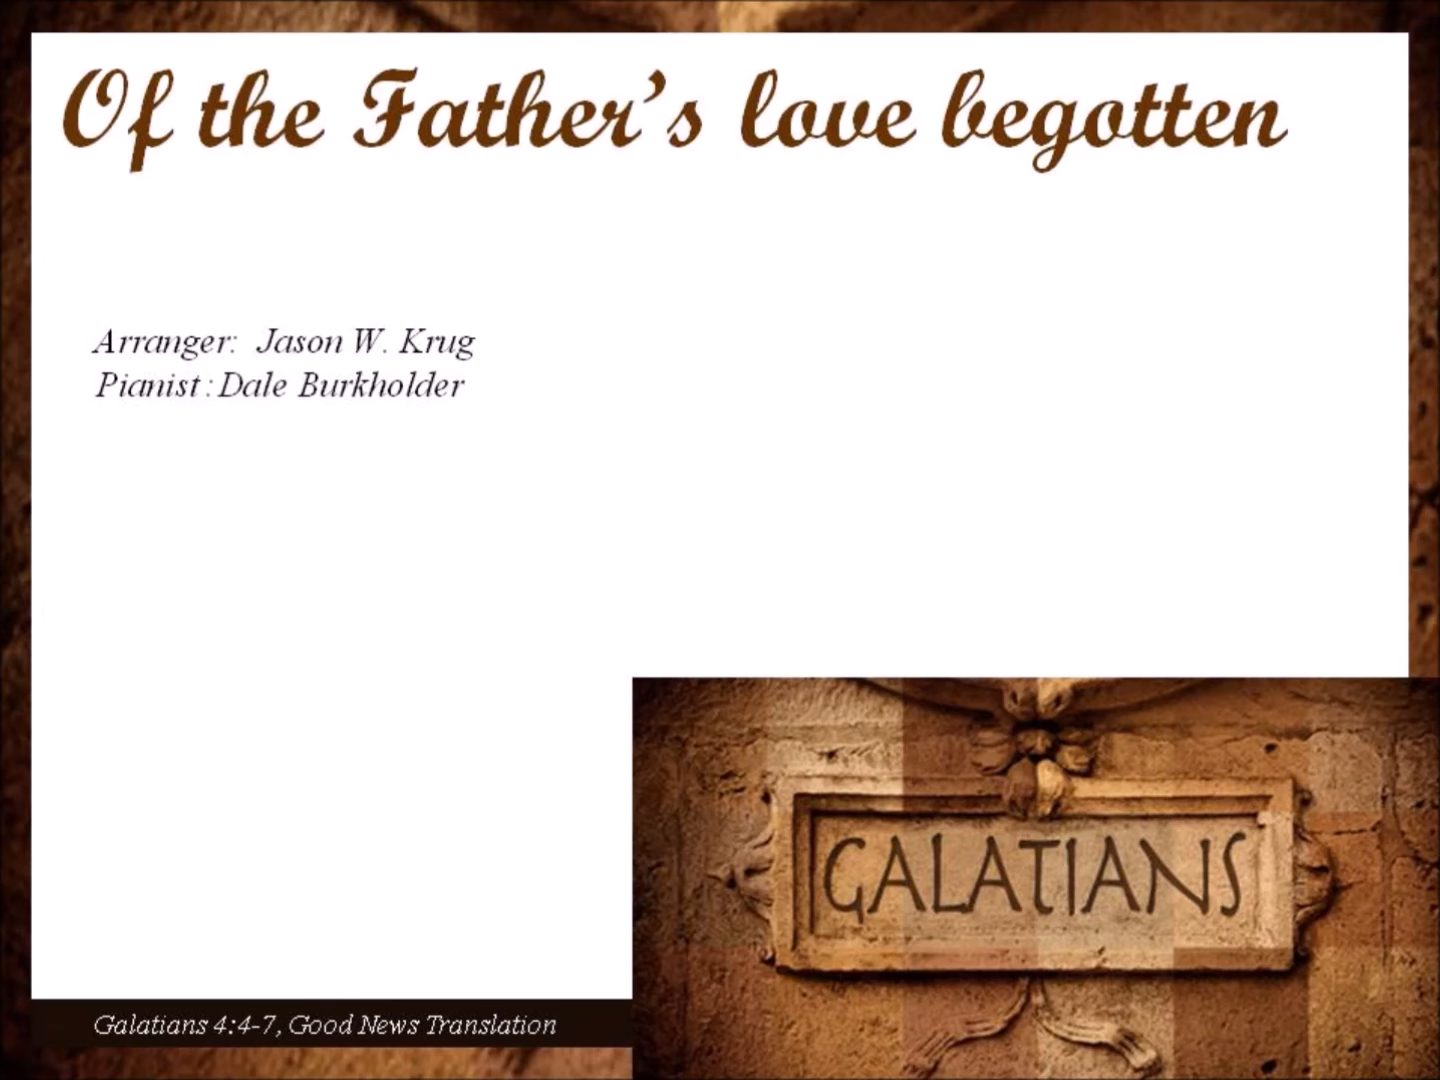 Of the Father’s love begotten
Arranger: Jason W. Krug
Pianist : Dale Burkholder
GALATIANS
Galatians 4:4-7, Good News Translation